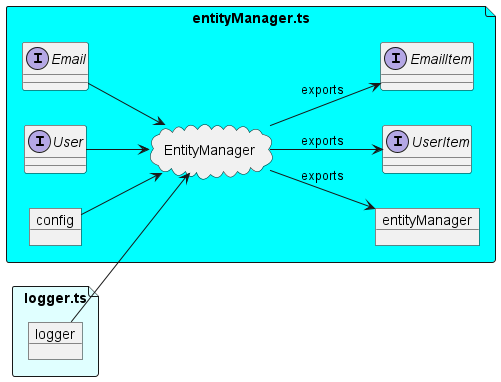 entityManager.ts
I Email
I EmailItem
exports
I User
EntityManager
exports
I UserItem
exports
config
entityManager
logger.ts
logger